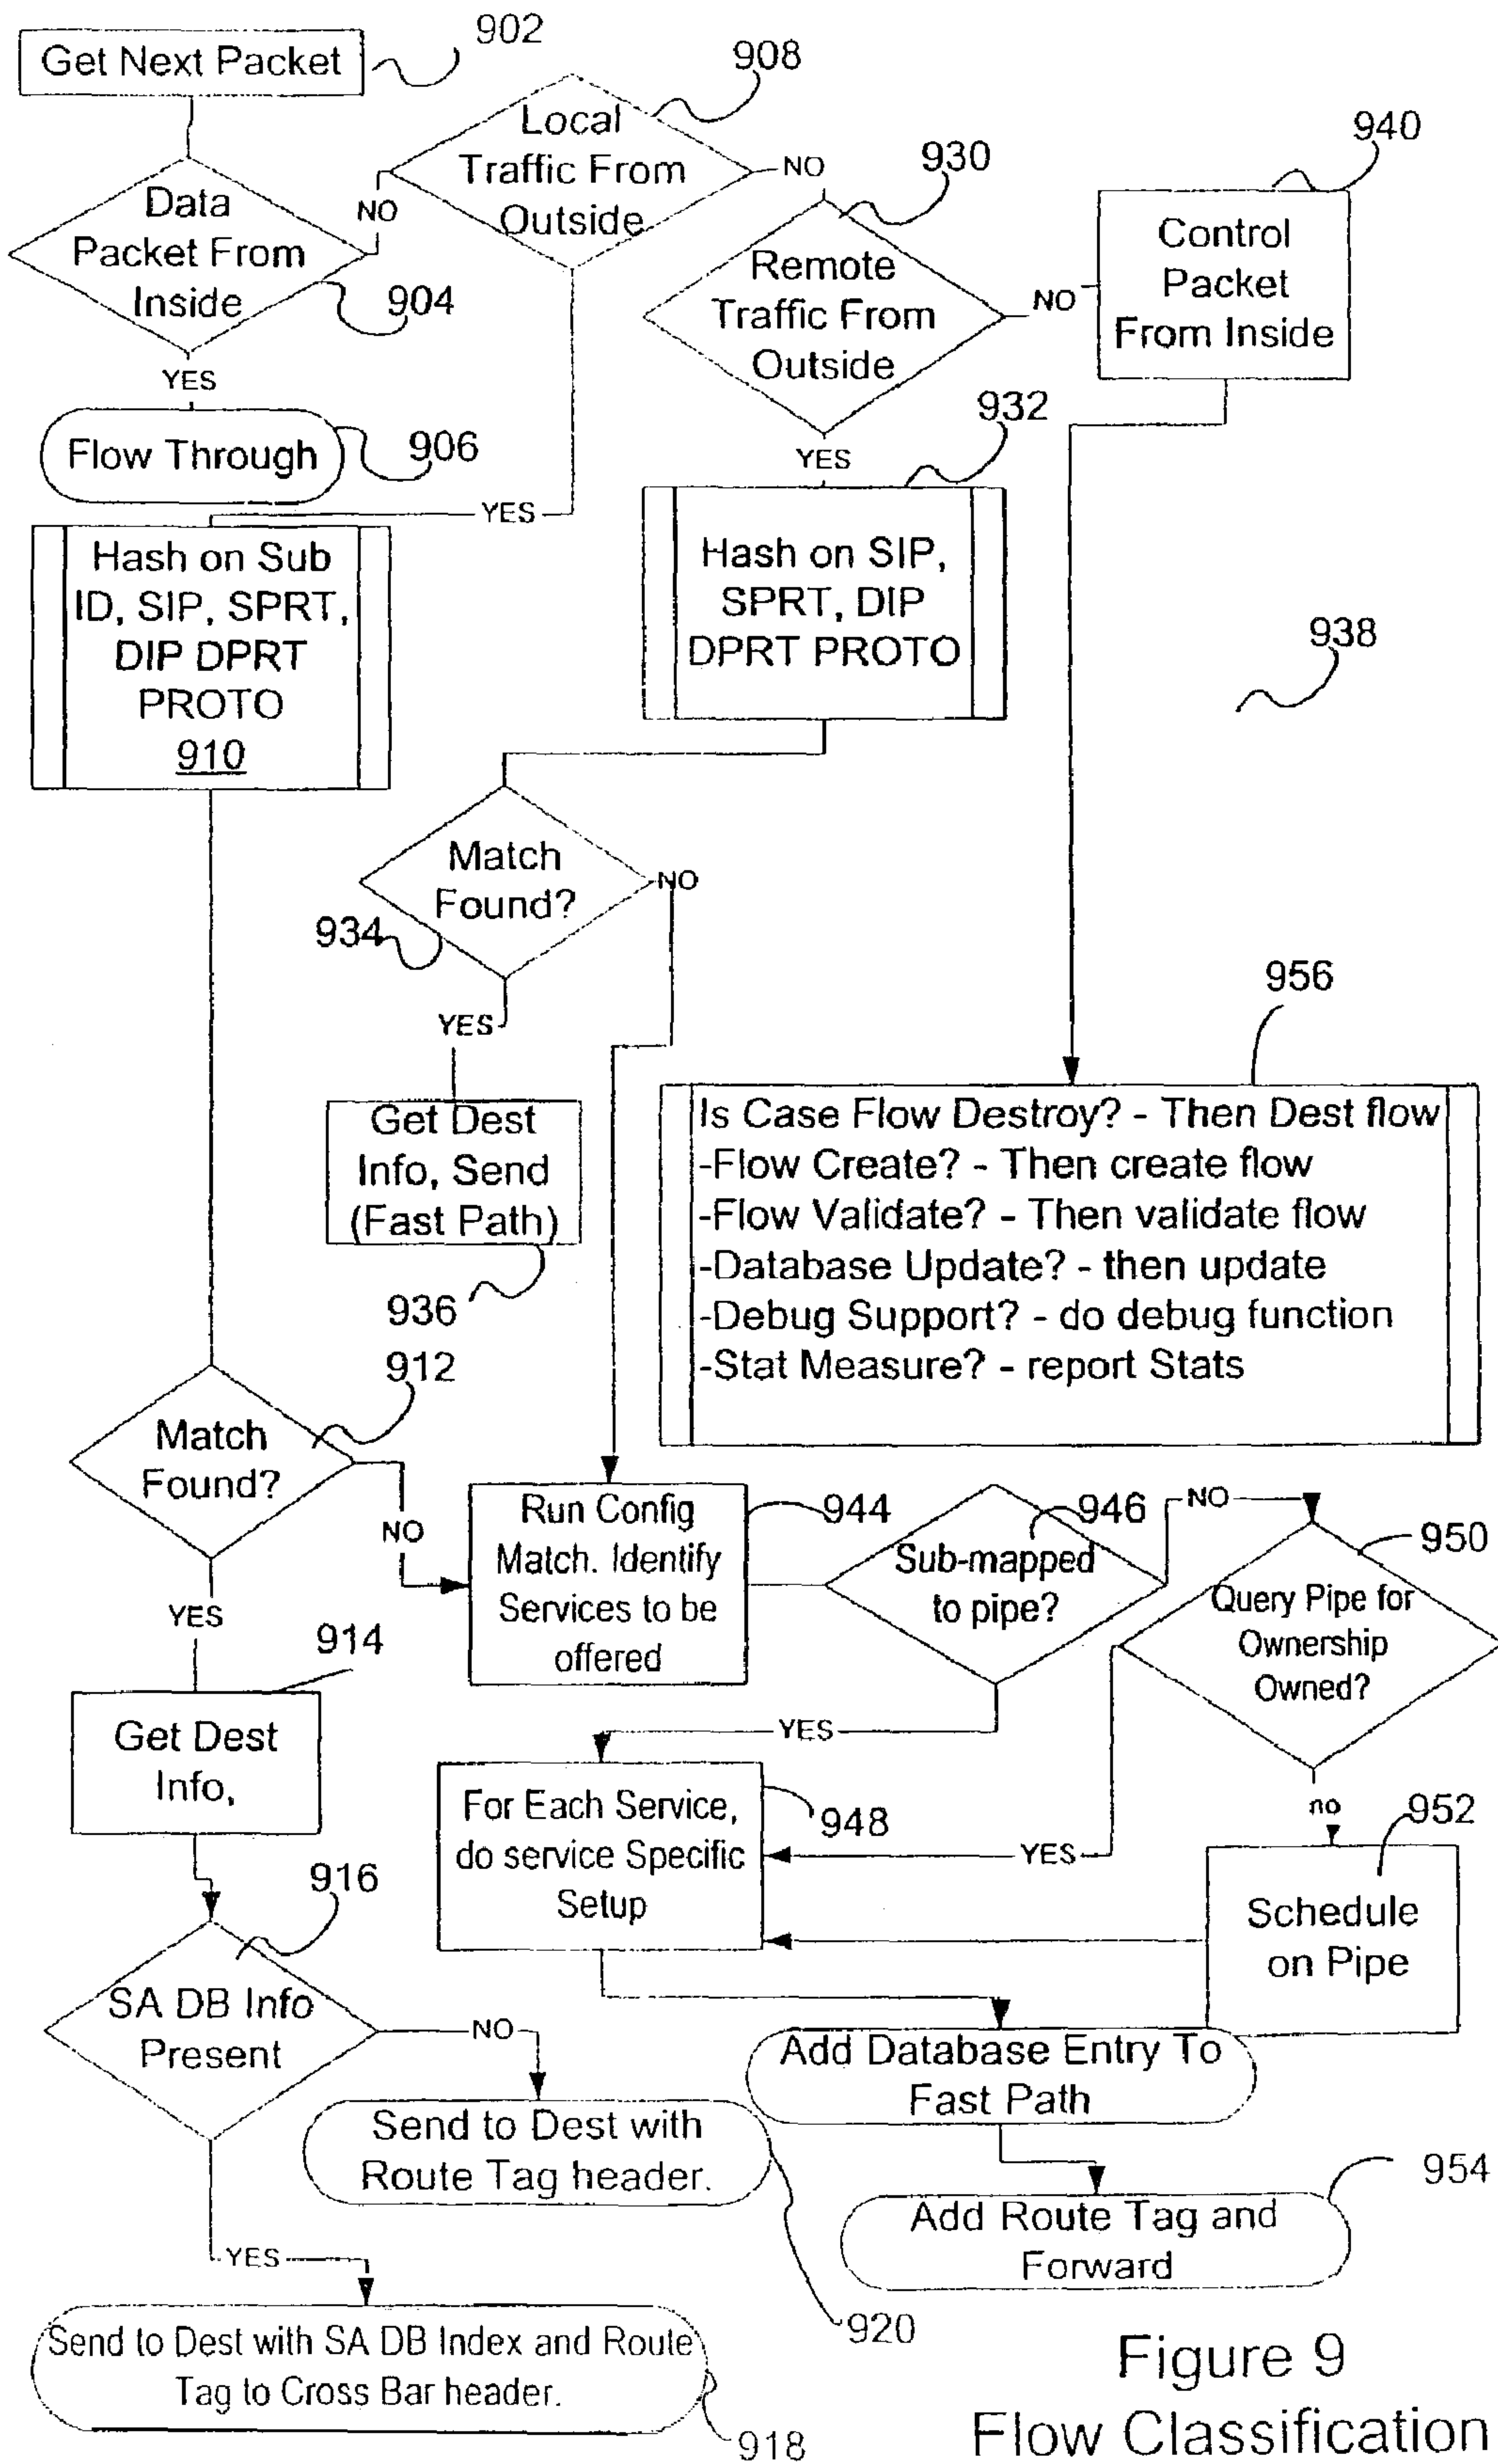 902
Get Next Packet
908
Local
Traffic From
Outside
NO
930
940
Data
Packet From
Inside
NO
904
Remote
Traffic From
Outside
NO
Control
Packet
From Inside
YES
Flow Through
906
YES
932
YES
Hash on Sub
ID, SIP, SPRT,
DIP DPRT
PROTO
910
Hash on SIP,
SPRT, DIP
DPRT PROTO
938
Match
Found?
NO
934
YES
956
Get Dest
Info, Send
(Fast Path)
936
Is Case Flow Destroy? - Then Dest flow
-Flow Create? - Then create flow
-Flow Validate? - Then validate flow
-Database Update? - then update
-Debug Support? - do debug function
-Stat Measure? - report Stats
912
Match
Found?
NO
YES
Run Config
Match. Identify
Services to be
offered
944
946
Sub-mapped
to pipe?
NO
950
Query Pipe for
Ownership
Owned?
914
Get Dest
Info,
YES
For Each Service,
do service Specific
Setup
948
YES
no
952
Schedule
on Pipe
916
SA DB Info
Present
NO
Add Database Entry To
Fast Path
Send to Dest with
Route Tag header.
920
954
Add Route Tag and
Forward
YES
Send to Dest with SA DB Index and Route
Tag to Cross Bar header.
918
Figure 9
Flow Classification